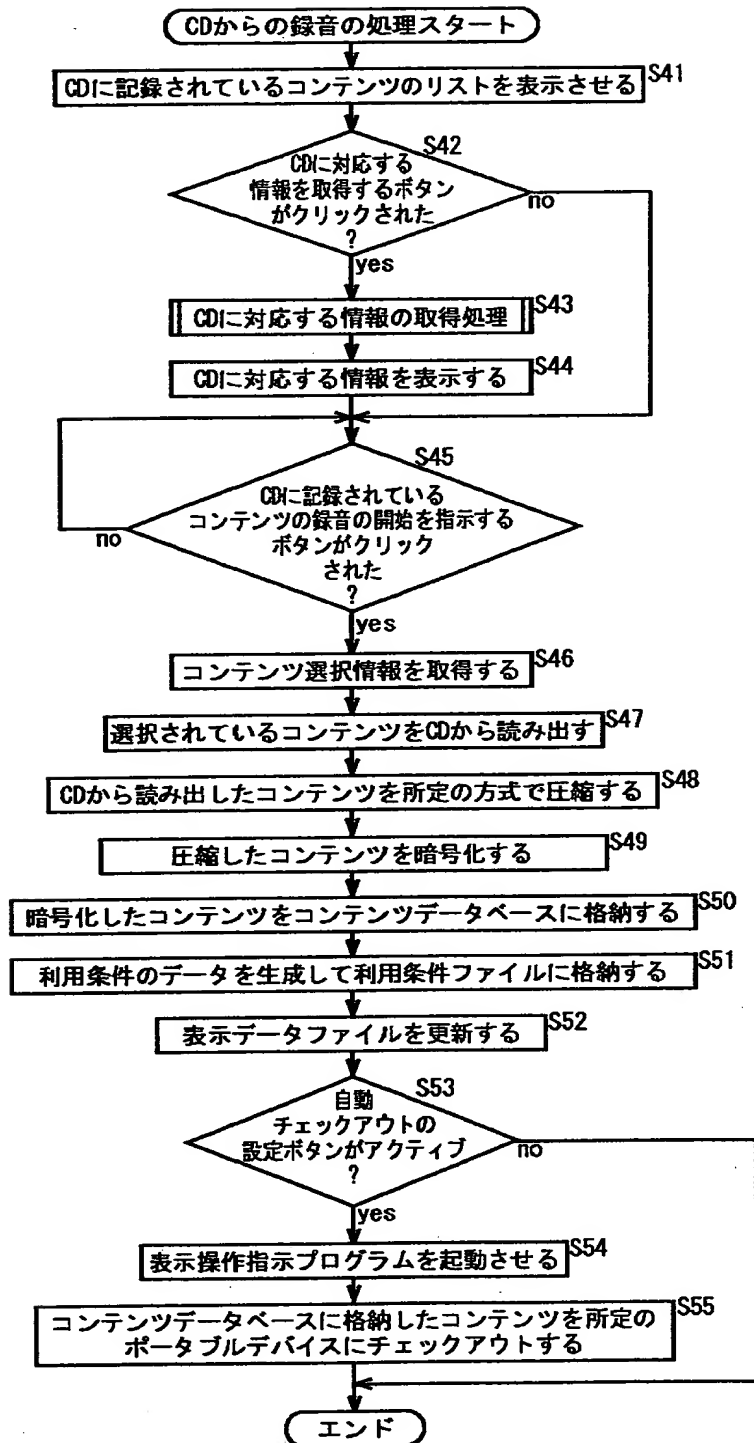 CDからの録音の処理スタート
CDに記録されているコンテンツのリストを表示させる
S41
S42
CDに対応する
情報を取得するボタン
がクリックされた
?
no
yes
CDに対応する情報の取得処理
S43
CDに対応する情報を表示する
S44
S45
CDに記録されている
コンテンツの録音の開始を指示する
ボタンがクリック
された
?
no
yes
コンテンツ選択情報を取得する
S46
選択されているコンテンツをCDから読み出す
S47
CDから読み出したコンテンツを所定の方式で圧縮する
S48
圧縮したコンテンツを暗号化する
S49
暗号化したコンテンツをコンテンツデータベースに格納する
S50
利用条件のデータを生成して利用条件ファイルに格納する
S51
表示データファイルを更新する
S52
S53
自動
チェックアウトの
設定ボタンがアクティブ
?
no
yes
表示操作指示プログラムを起動させる
S54
コンテンツデータベースに格納したコンテンツを所定の
ポータブルデバイスにチェックアウトする
S55
エンド